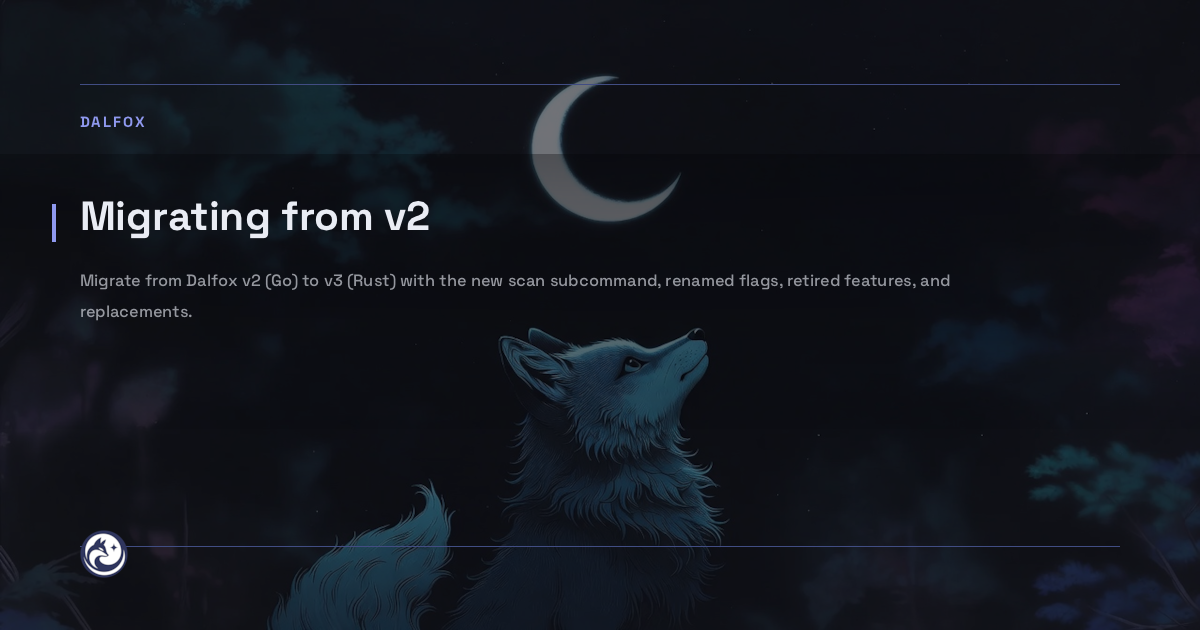 DALFOX
Migrating from v2
Migrate from Dalfox v2 (Go) to v3 (Rust) with the new scan subcommand, renamed flags, retired features, and
replacements.